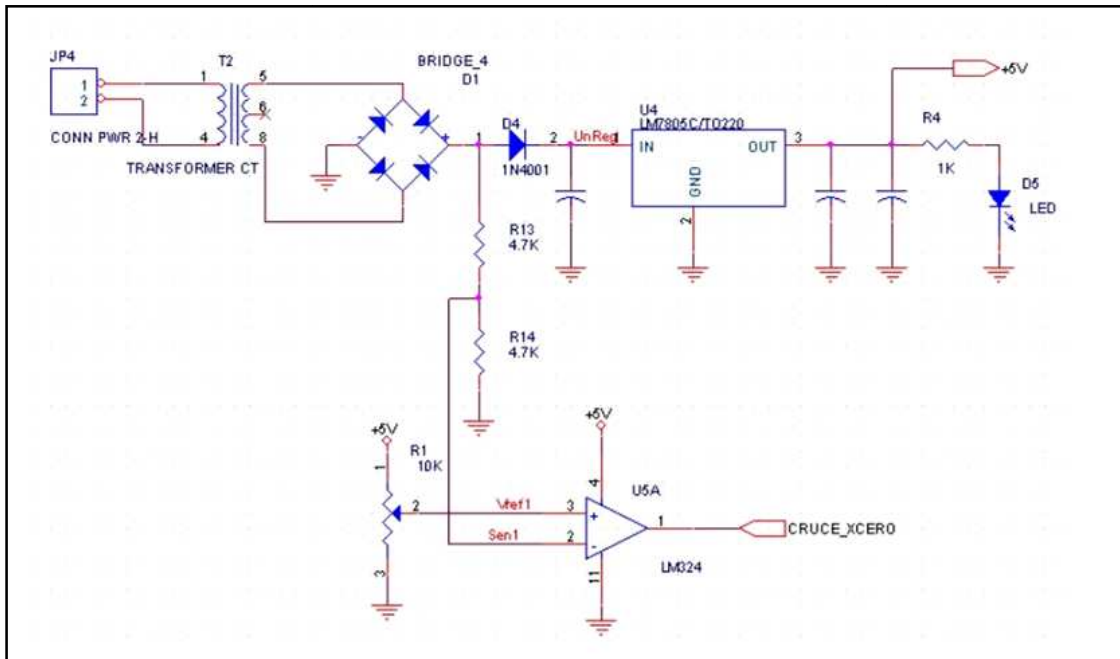 JP4
1
2
CONN PWR 2-H
T2
1
4
5
6
8
TRANSFORMER CT
BRIDGE_4
D1
-
+
1
D4
2
1N4001
UnReg
1
U4
LM7805C/TO220
IN
OUT
GND
2
3
+5V
R4
1K
D5
LED
R13
4.7K
R14
4.7K
+5V
R1
10K
1
2
3
Vref1
Sen1
+5V
4
3
2
+
-
U5A
1
11
LM324
CRUCE_XCERO